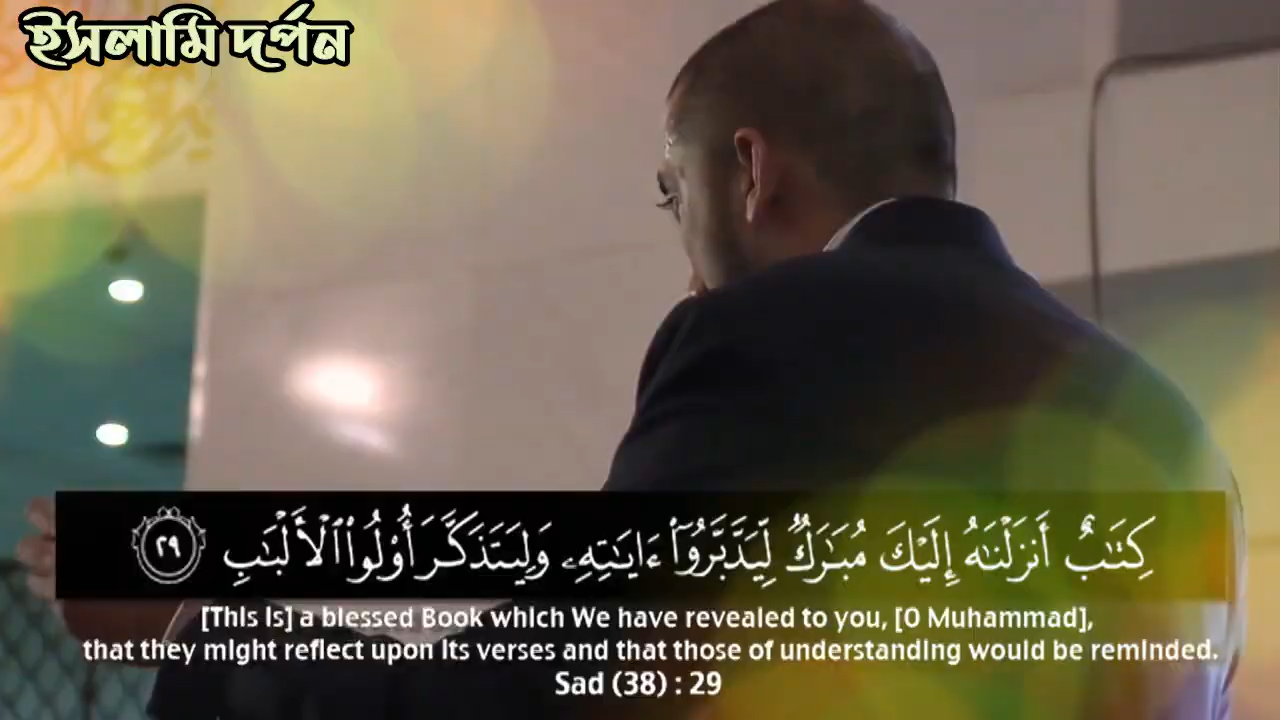 ইসলামি দর্পন
كِتَـٰبٌ أَنزَلْنَـٰهُ إِلَيْكَ مُبَـٰرَكٌ لِّيَدَّبَّرُوٓا۟ ءَايَـٰتِهِۦ وَلِيَتَذَكَّرَ أُو۟لُوا۟ ٱلْأَلْبَـٰبِ ٢٩
[This is] a blessed Book which We have revealed to you, [O Muhammad],
that they might reflect upon its verses and that those of understanding would be reminded.
Sad (38) : 29